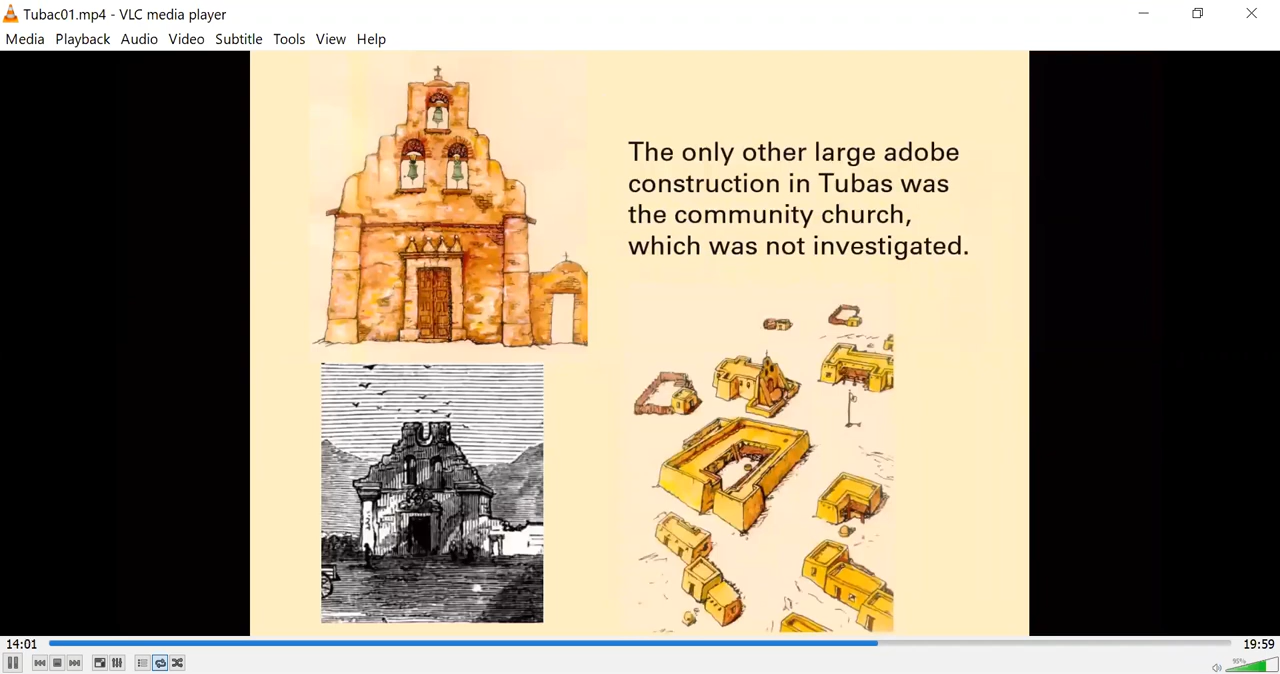 Tubac01.mp4 - VLC media player
Media Playback Audio Video Subtitle Tools View Help
The only other large adobe
construction in Tubas was
the community church,
which was not investigated.
14:01
19:59
95%